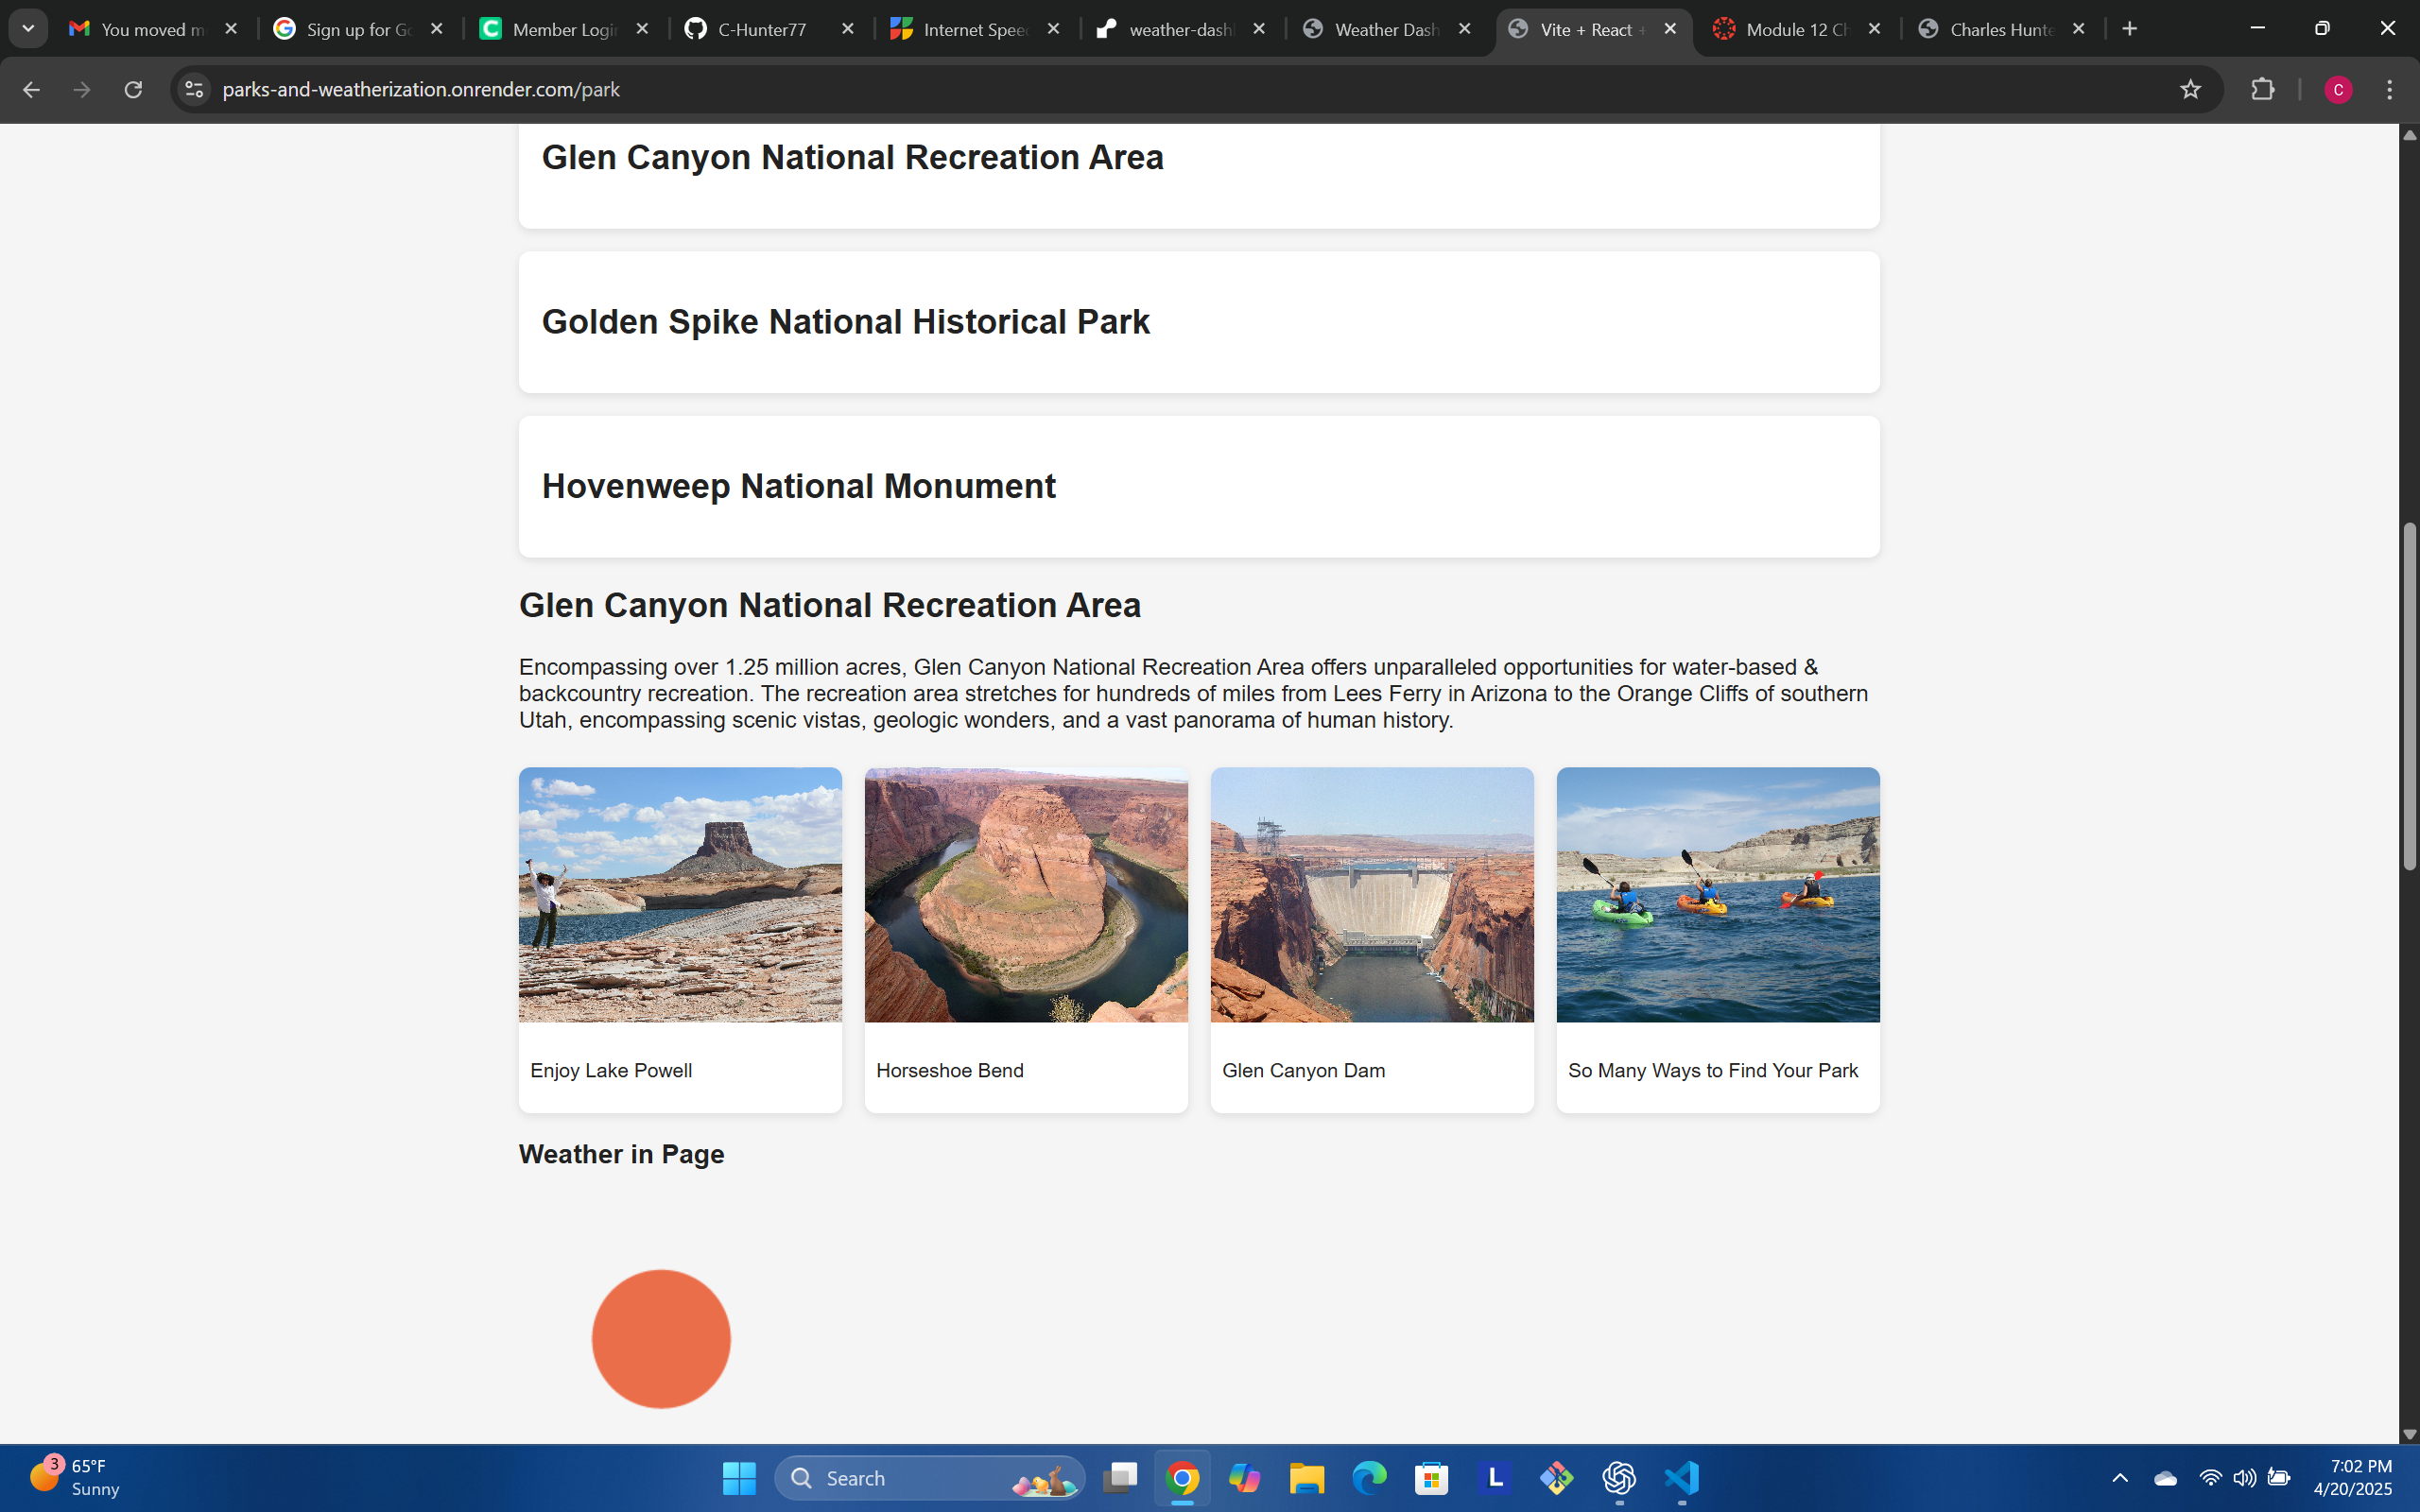 You moved m
Sign up for Go
Member Login
C-Hunter77
Internet Speed
weather-dash
Weather Dash
Vite + React +
Module 12 Ch
Charles Hunte
parks-and-weatherization.onrender.com/park
C
Glen Canyon National Recreation Area
Golden Spike National Historical Park
Hovenweep National Monument
Glen Canyon National Recreation Area
Encompassing over 1.25 million acres, Glen Canyon National Recreation Area offers unparalleled opportunities for water-based &
backcountry recreation. The recreation area stretches for hundreds of miles from Lees Ferry in Arizona to the Orange Cliffs of southern
Utah, encompassing scenic vistas, geologic wonders, and a vast panorama of human history.
Enjoy Lake Powell
Horseshoe Bend
Glen Canyon Dam
So Many Ways to Find Your Park
Weather in Page
3
65°F
Sunny
Search
L
7:02 PM
4/20/2025